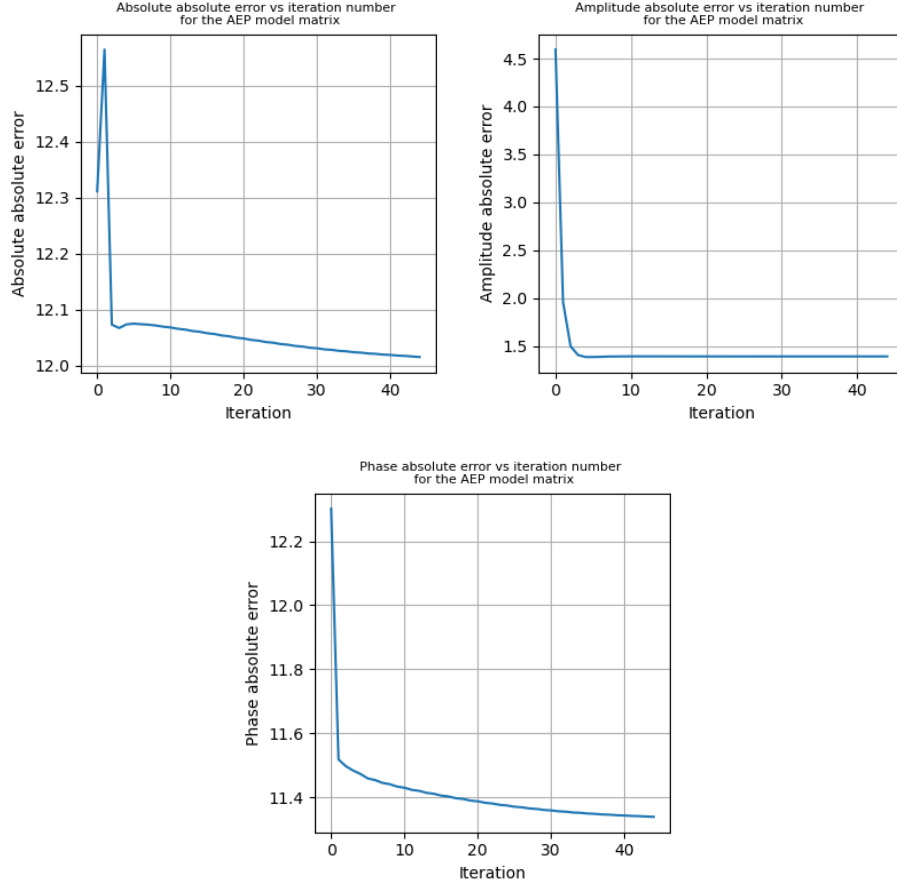 Absolute absolute error vs iteration number
for the AEP model matrix
Absolute absolute error
12.5
12.4
12.3
12.2
12.1
12.0
0 10 20 30 40
Iteration
Amplitude absolute error vs iteration number
for the AEP model matrix
Amplitude absolute error
4.5
4.0
3.5
3.0
2.5
2.0
1.5
0 10 20 30 40
Iteration
Phase absolute error vs iteration number
for the AEP model matrix
Phase absolute error
12.2
12.0
11.8
11.6
11.4
0 10 20 30 40
Iteration